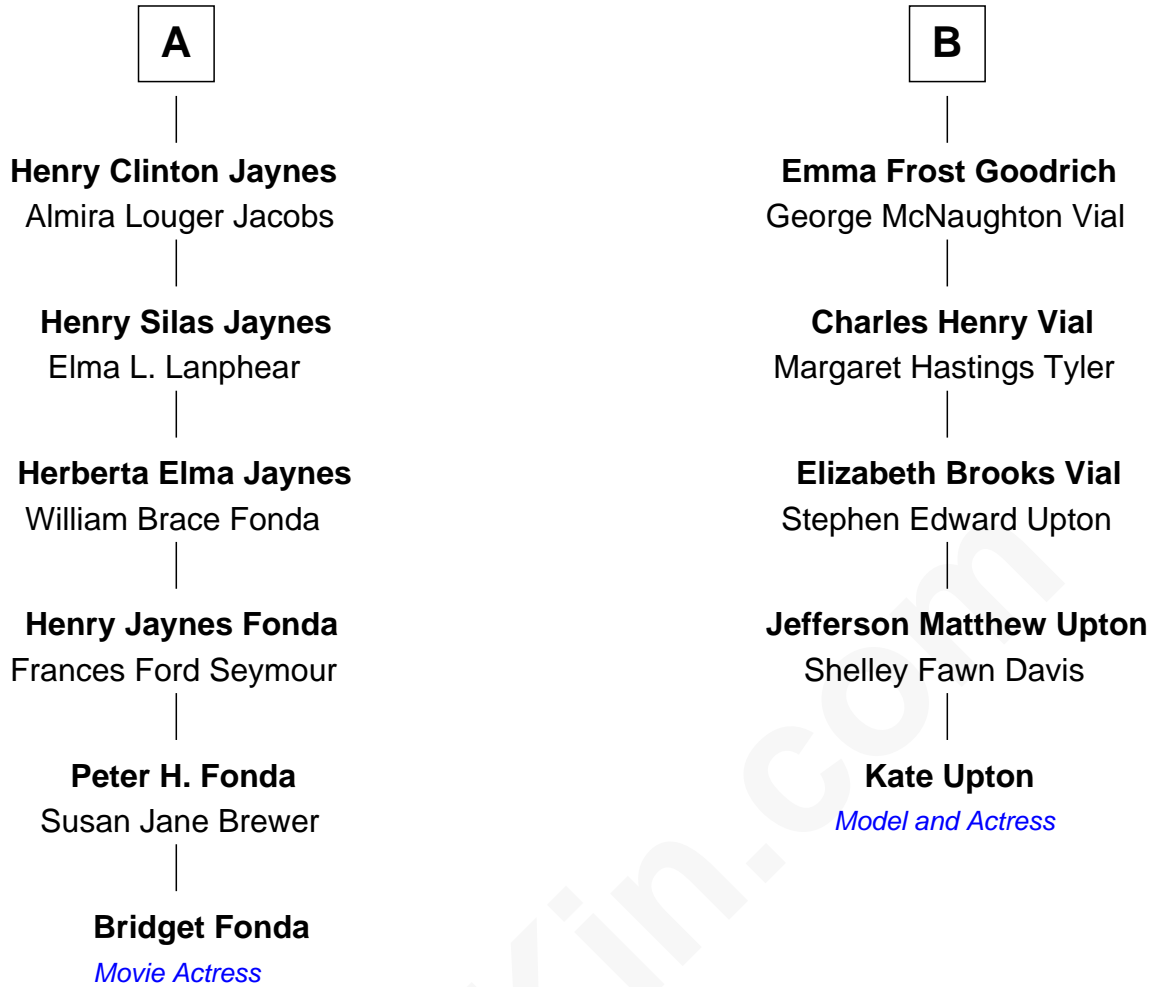 A
Henry Clinton Jaynes
Almira Louger Jacobs
Henry Silas Jaynes
Elma L. Lanphear
Herberta Elma Jaynes
William Brace Fonda
Henry Jaynes Fonda
Frances Ford Seymour
Peter H. Fonda
Susan Jane Brewer
Bridget Fonda
Movie Actress
B
Emma Frost Goodrich
George McNaughton Vial
Charles Henry Vial
Margaret Hastings Tyler
Elizabeth Brooks Vial
Stephen Edward Upton
Jefferson Matthew Upton
Shelley Fawn Davis
Kate Upton
Model and Actress
Kin.com